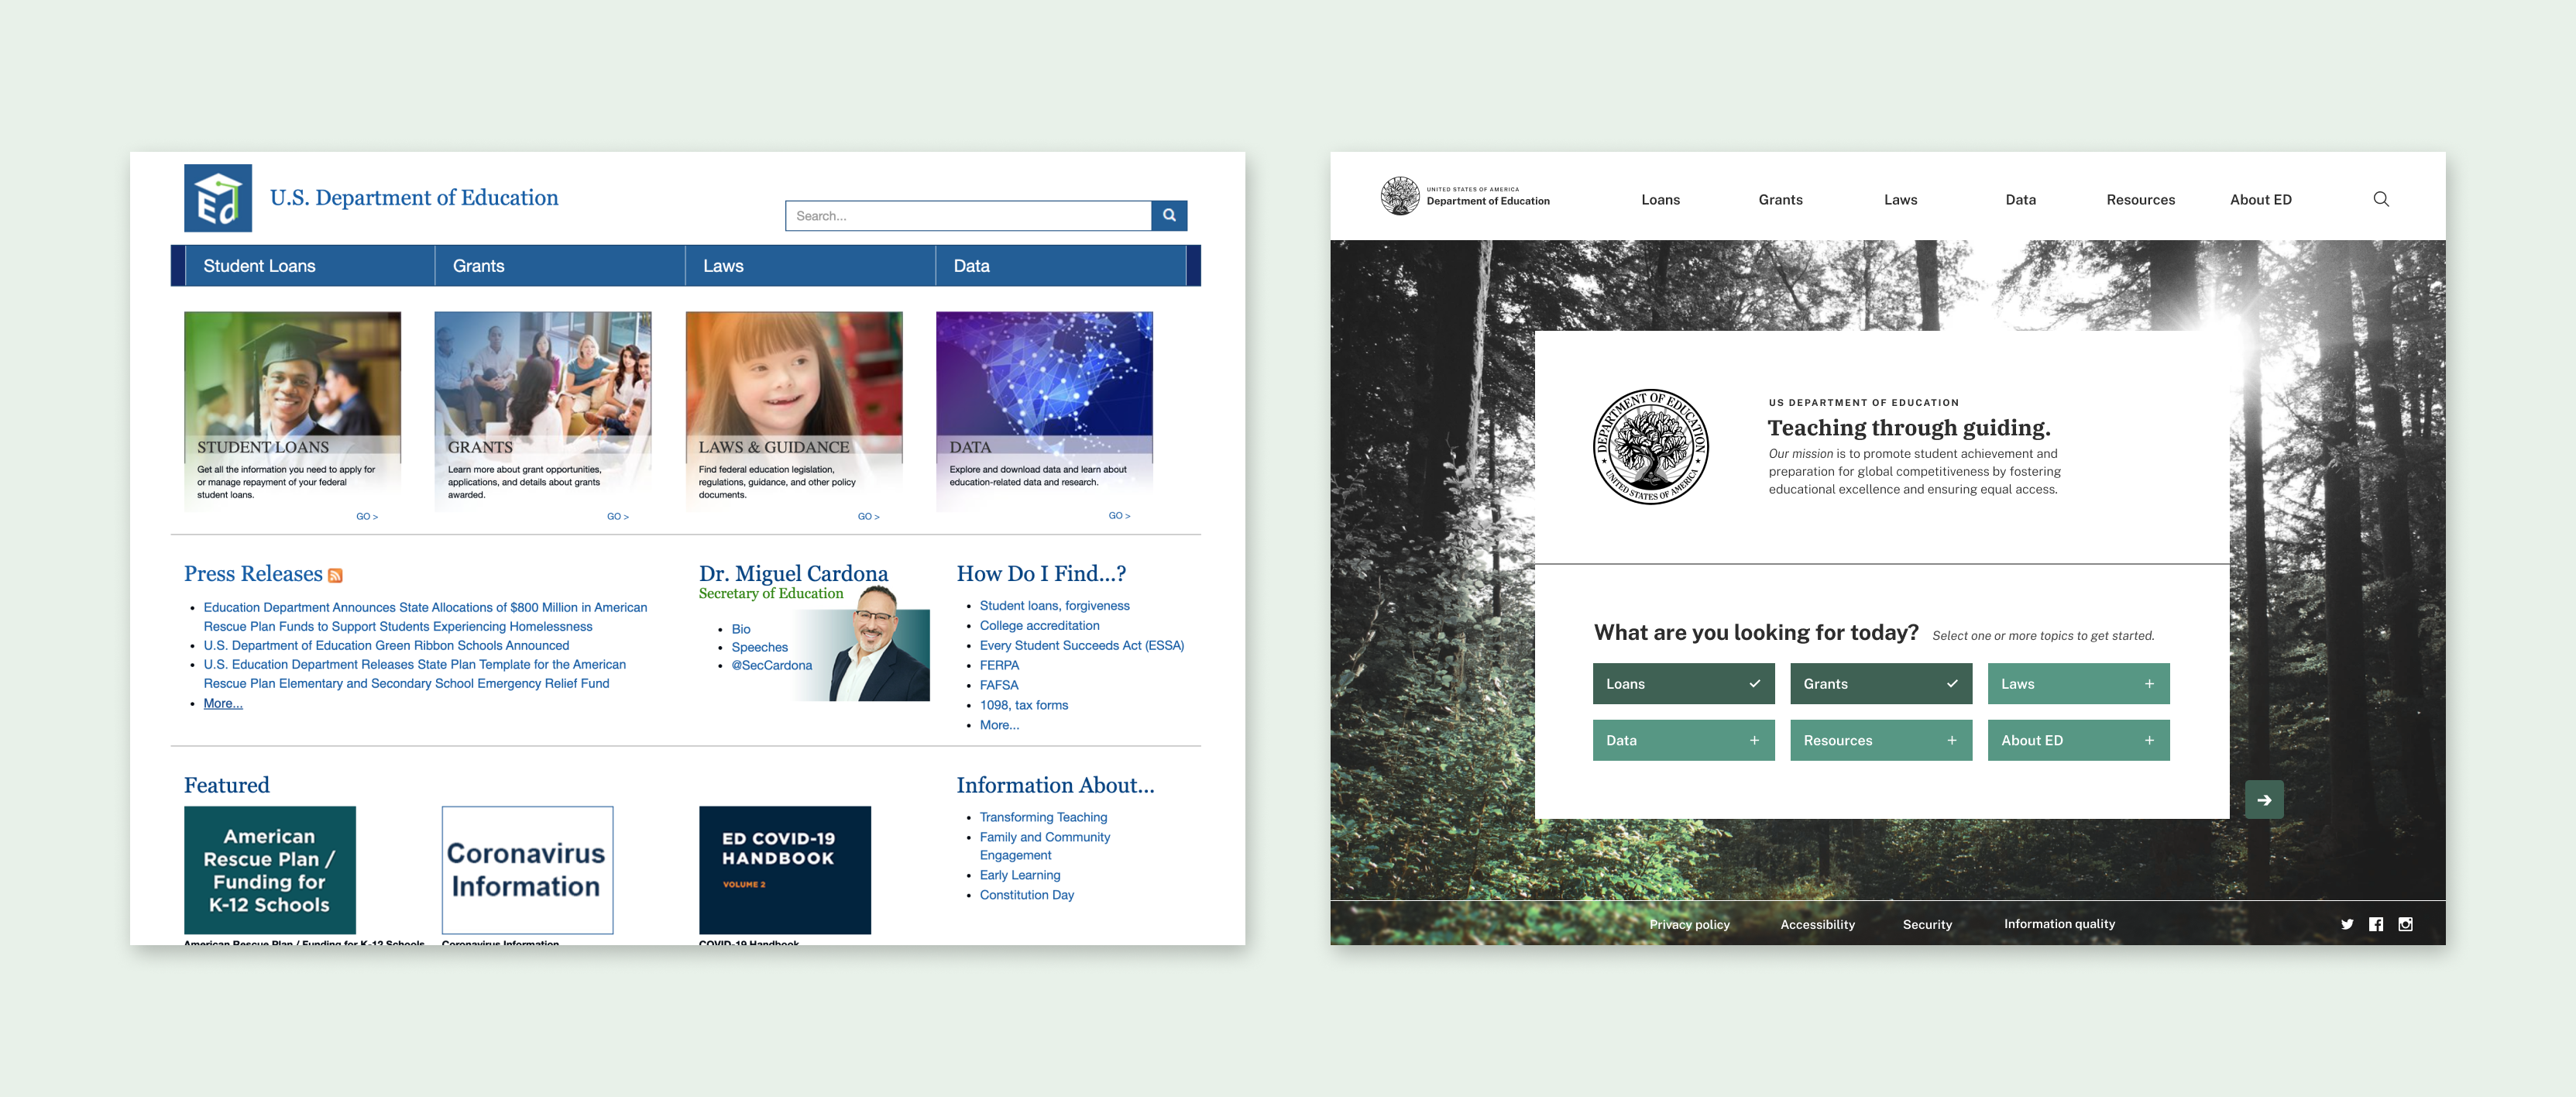 Ed
U.S. Department of Education
Search...
Student Loans
Grants
Laws
Data
STUDENT LOANS
Get all the information you need to apply for
or manage repayment of your federal
student loans.
GO >
GRANTS
Learn more about grant opportunities,
applications, and details about grants
awarded.
GO >
LAWS & GUIDANCE
Find federal education legislation,
regulations, guidance, and other policy
documents.
GO >
DATA
Explore and download data and learn about
education-related data and research.
GO >
Press Releases
Education Department Announces State Allocations of $800 Million in American
Rescue Plan Funds to Support Students Experiencing Homelessness
U.S. Department of Education Green Ribbon Schools Announced
U.S. Education Department Releases State Plan Template for the American
Rescue Plan Elementary and Secondary School Emergency Relief Fund
More...
Dr. Miguel Cardona
Secretary of Education
Bio
Speeches
@SecCardona
How Do I Find...?
Student loans, forgiveness
College accreditation
Every Student Succeeds Act (ESSA)
FERPA
FAFSA
1098, tax forms
More...
Featured
American
Rescue Plan /
Funding for
K-12 Schools
American Rescue Plan / Funding for K-12 Schools
Coronavirus
Information
Coronavirus Information
ED COVID-19
HANDBOOK
VOLUME 2
COVID-19 Handbook
Information About...
Transforming Teaching
Family and Community
Engagement
Early Learning
Constitution Day
UNITED STATES OF AMERICA
Department of Education
Loans
Grants
Laws
Data
Resources
About ED
DEPARTMENT OF EDUCATION
UNITED STATES OF AMERICA
US DEPARTMENT OF EDUCATION
Teaching through guiding.
Our mission is to promote student achievement and
preparation for global competitiveness by fostering
educational excellence and ensuring equal access.
What are you looking for today?
Select one or more topics to get started.
Loans
Grants
Laws
Data
Resources
About ED
Privacy policy
Accessibility
Security
Information quality